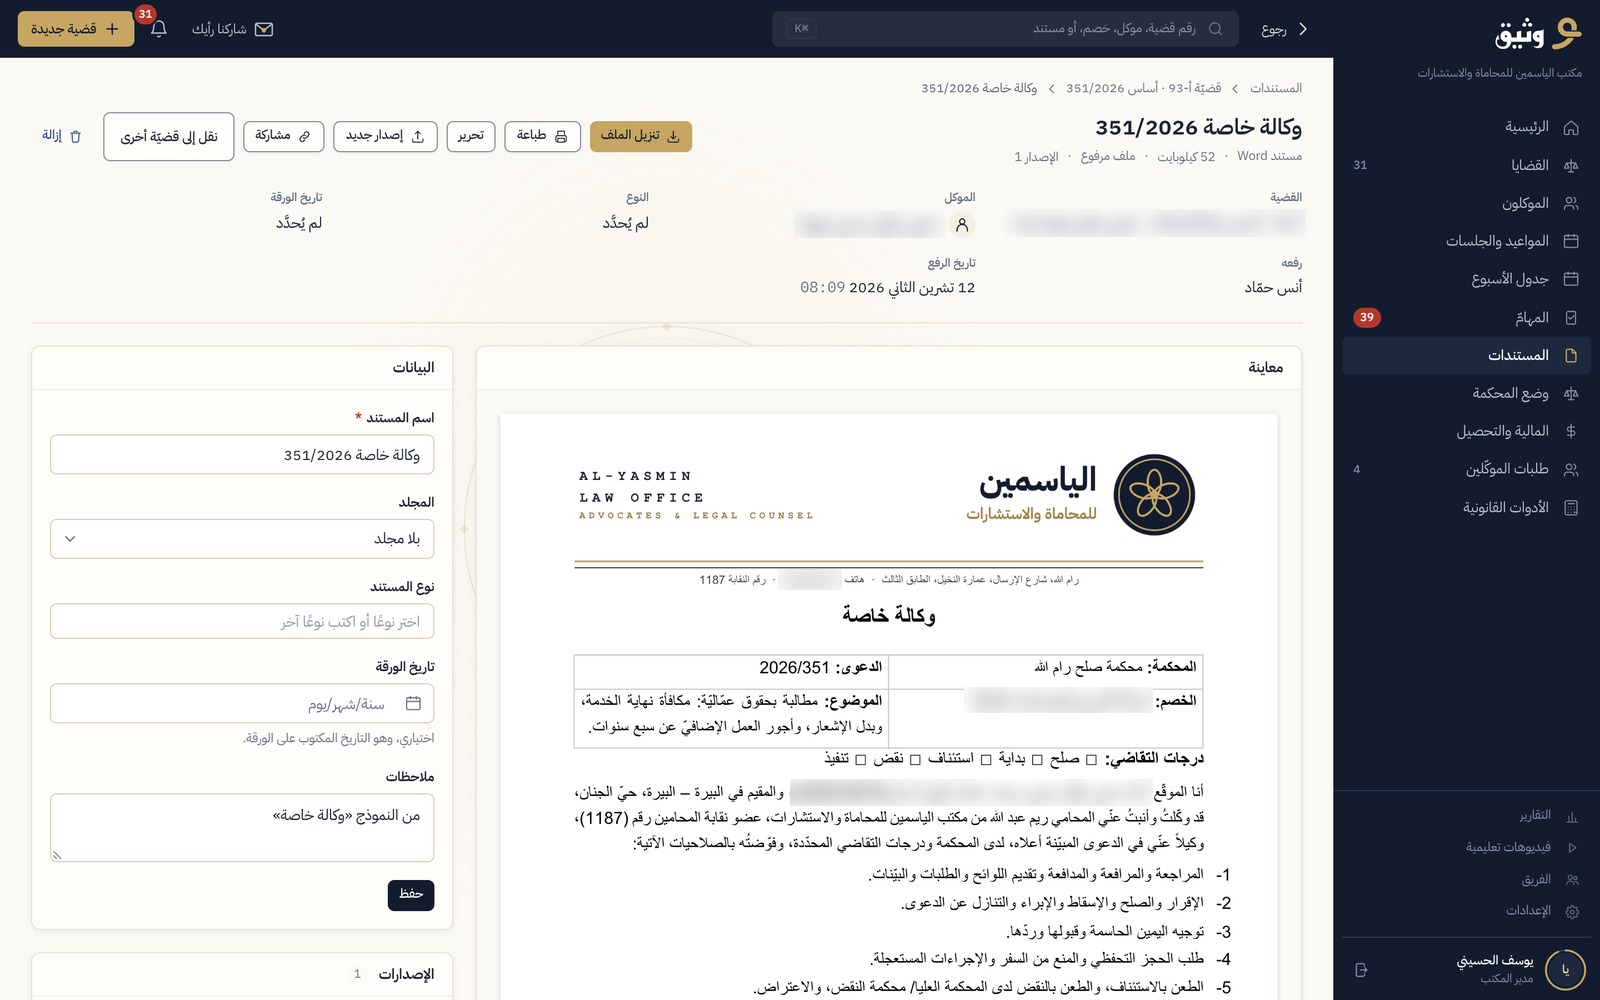 وثيق
مكتب الياسمين للمحاماة والاستشارات
الرئيسية
القضايا 31
الموكلون
المواعيد والجلسات
جدول الأسبوع
المهامّ 39
المستندات
وضع المحكمة
المالية والتحصيل
طلبات الموكّلين 4
الأدوات القانونية
التقارير
فيديوهات تعليمية
الفريق
الإعدادات
يا
يوسف الحسيني
مدير المكتب
رجوع
رقم قضية، موكل، خصم، أو مستند
⌘K
شاركنا رأيك
31
قضية جديدة
المستندات
قضيّة أ-93 · أساس 351/2026
وكالة خاصة 351/2026
وكالة خاصة 351/2026
مستند Word · 52 كيلوبايت · ملف مرفوع · الإصدار 1
تنزيل الملف
طباعة
تحرير
إصدار جديد
مشاركة
نقل إلى قضيّة أخرى
إزالة
القضية
الموكل
النوع
لم يُحدَّد
تاريخ الورقة
لم يُحدَّد
رفعه
أنس حمّاد
تاريخ الرفع
12 تشرين الثاني 2026 08:09
معاينة
الياسمين
للمحاماة والاستشارات
AL-YASMIN
LAW OFFICE
ADVOCATES & LEGAL COUNSEL
رام الله، شارع الإرسال، عمارة النخيل، الطابق الثالث · هاتف · رقم النقابة 1187
وكالة خاصة
المحكمة: محكمة صلح رام الله
الدعوى: 2026/351
الخصم:
الموضوع: مطالبة بحقوق عمّاليّة: مكافأة نهاية الخدمة،
وبدل الإشعار، وأجور العمل الإضافيّ عن سبع سنوات.
درجات التقاضي: □ صلح □ بداية □ استئناف □ نقض □ تنفيذ
أنا الموقّع والمقيم في البيرة – البيرة، حيّ الجنان،
قد وكّلتُ وأنبتُ عنّي المحامي ريم عبد الله من مكتب الياسمين للمحاماة والاستشارات، عضو نقابة المحامين رقم (1187)،
وكيلاً عنّي في الدعوى المبيّنة أعلاه، لدى المحكمة ودرجات التقاضي المحدّدة، وفوّضتُه بالصلاحيات الآتية:
1- المراجعة والمرافعة والمدافعة وتقديم اللوائح والطلبات والبيّنات.
2- الإقرار والصلح والإسقاط والإبراء والتنازل عن الدعوى.
3- توجيه اليمين الحاسمة وقبولها وردّها.
4- طلب الحجز التحفظي والمنع من السفر والإجراءات المستعجلة.
5- الطعن بالاستئناف، والطعن بالنقض لدى المحكمة العليا/ محكمة النقض، والاعتراض.
البيانات
اسم المستند *
وكالة خاصة 351/2026
المجلد
بلا مجلد
نوع المستند
اختر نوعًا أو اكتب نوعًا آخر
تاريخ الورقة
سنة/شهر/يوم
اختياري، وهو التاريخ المكتوب على الورقة.
ملاحظات
من النموذج «وكالة خاصة»
حفظ
الإصدارات 1